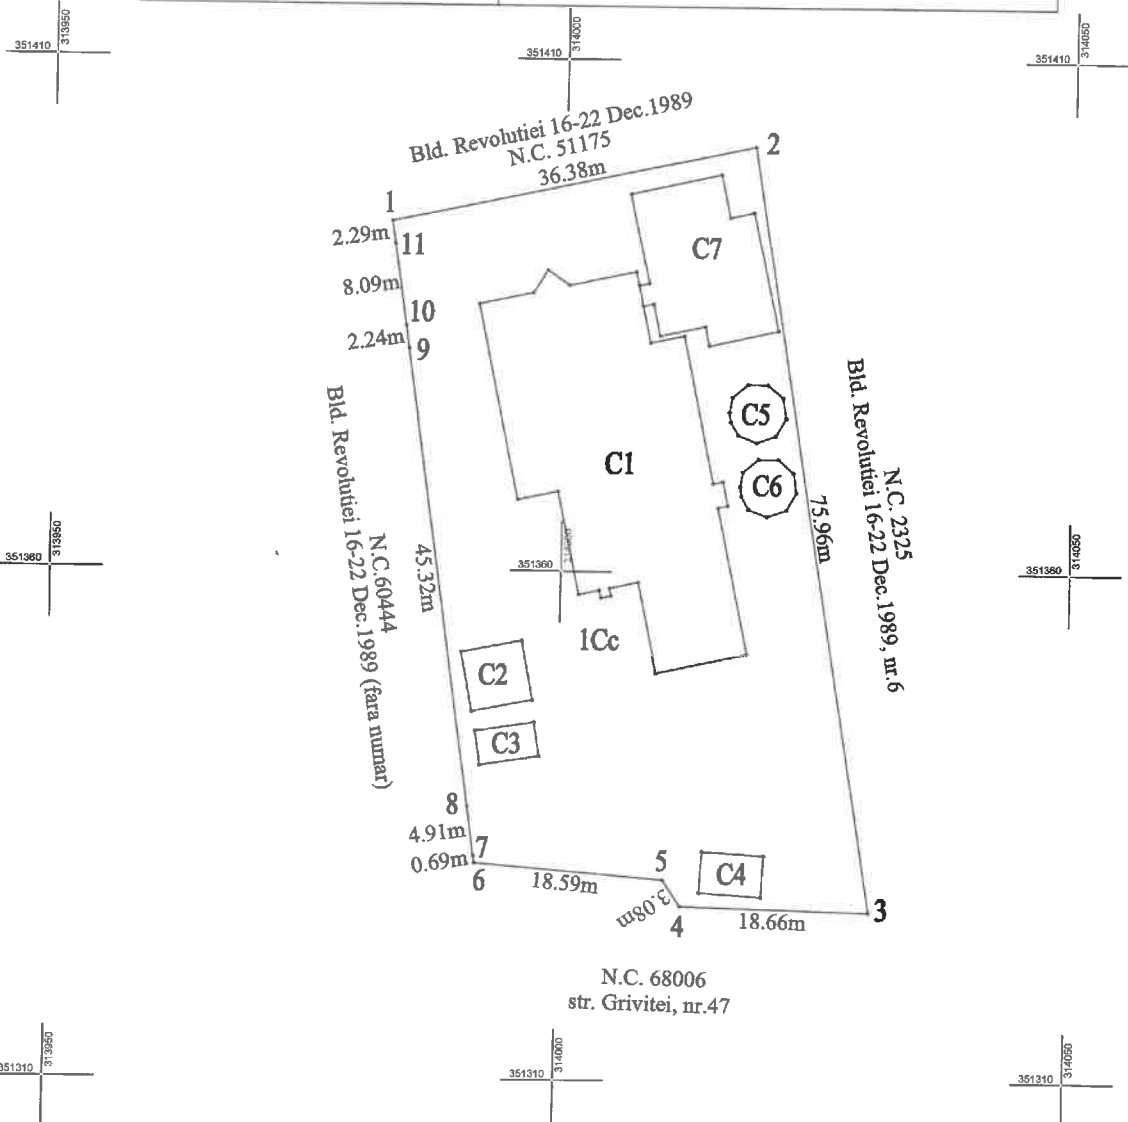 351410
313950
351410
314000
351410
314050
Bld. Revolutiei 16-22 Dec.1989
N.C. 51175
36.38m
1
2
2.29m
11
8.09m
10
2.24m
9
C7
C5
C6
C1
Bld. Revolutiei 16-22 Dec.1989 (fara numar)
N.C.60444
45.32m
75.96m
N.C. 2325
Bld. Revolutiei 16-22 Dec.1989, nr.6
351360
313950
351360
314000
351360
314050
1Cc
C2
C3
8
4.91m
7
0.69m
6
18.59m
5
3.08m
4
C4
18.66m
3
N.C. 68006
str. Grivitei, nr.47
351310
313950
351310
314000
351310
314050